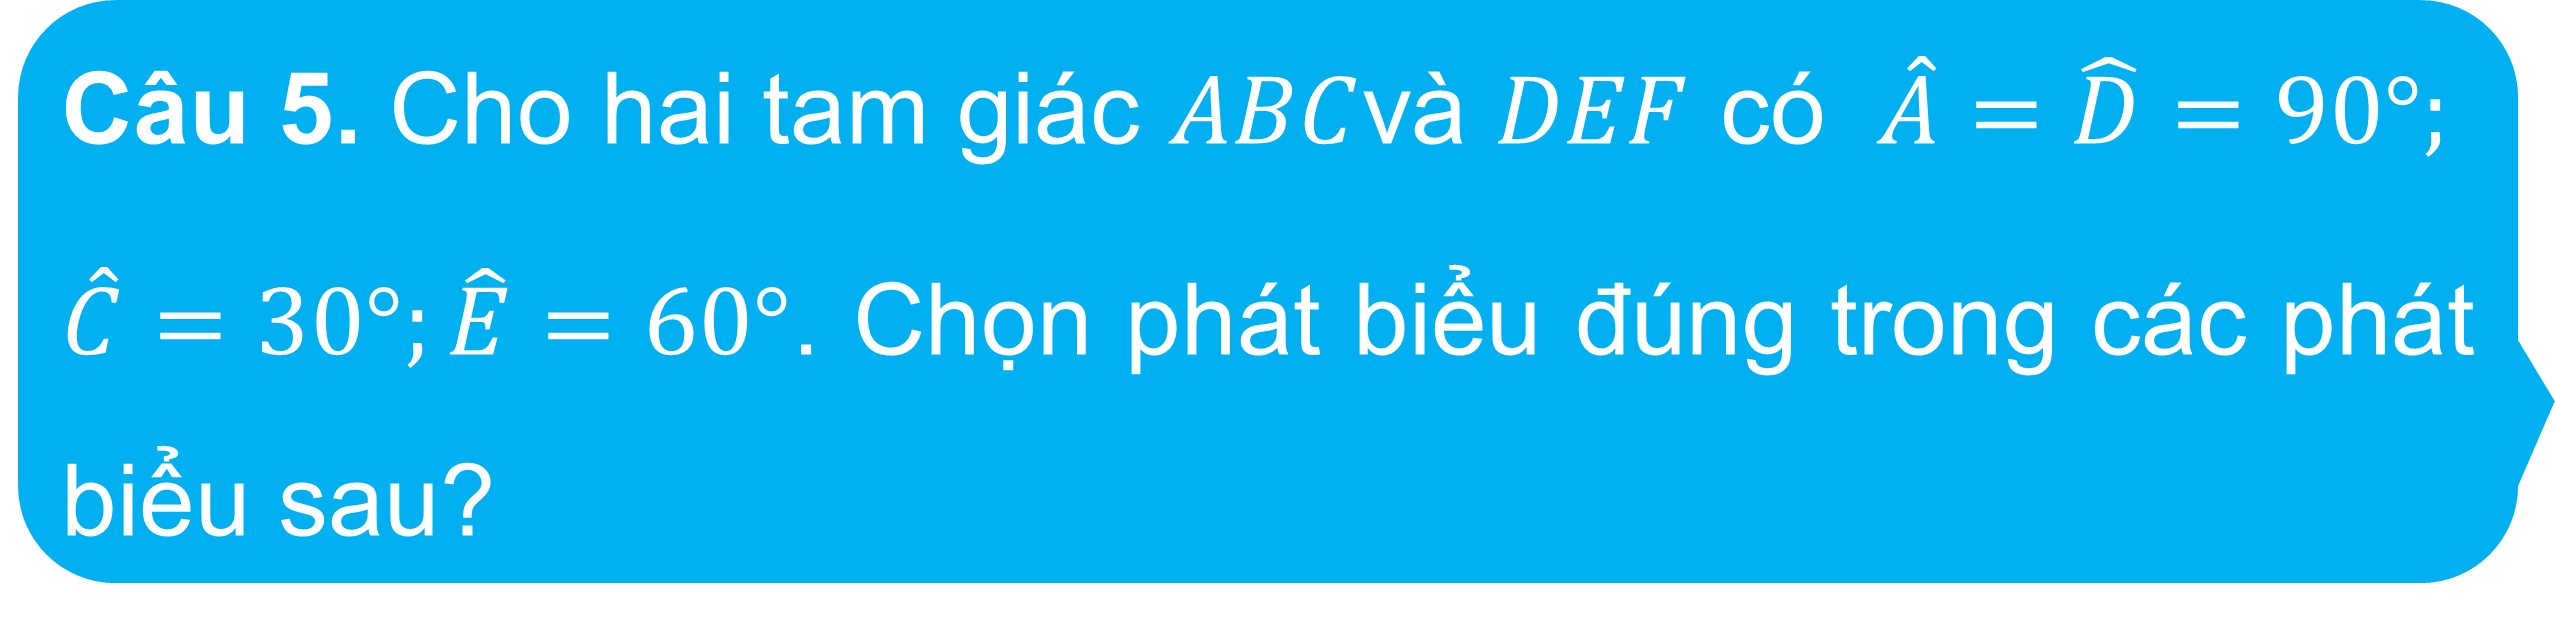 Câu 5. Cho hai tam giác ABCvà DEF có Â = D̂ = 90°;
Ĉ = 30°; Ê = 60°. Chọn phát biểu đúng trong các phát
biểu sau?